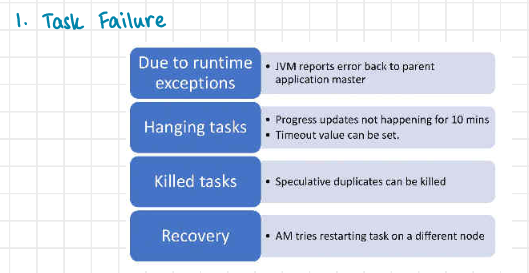 1. Task Failure
Due to runtime
exceptions
• JVM reports error back to parent
application master
Hanging tasks
• Progress updates not happening for 10 mins
• Timeout value can be set.
Killed tasks
• Speculative duplicates can be killed
Recovery
• AM tries restarting task on a different node